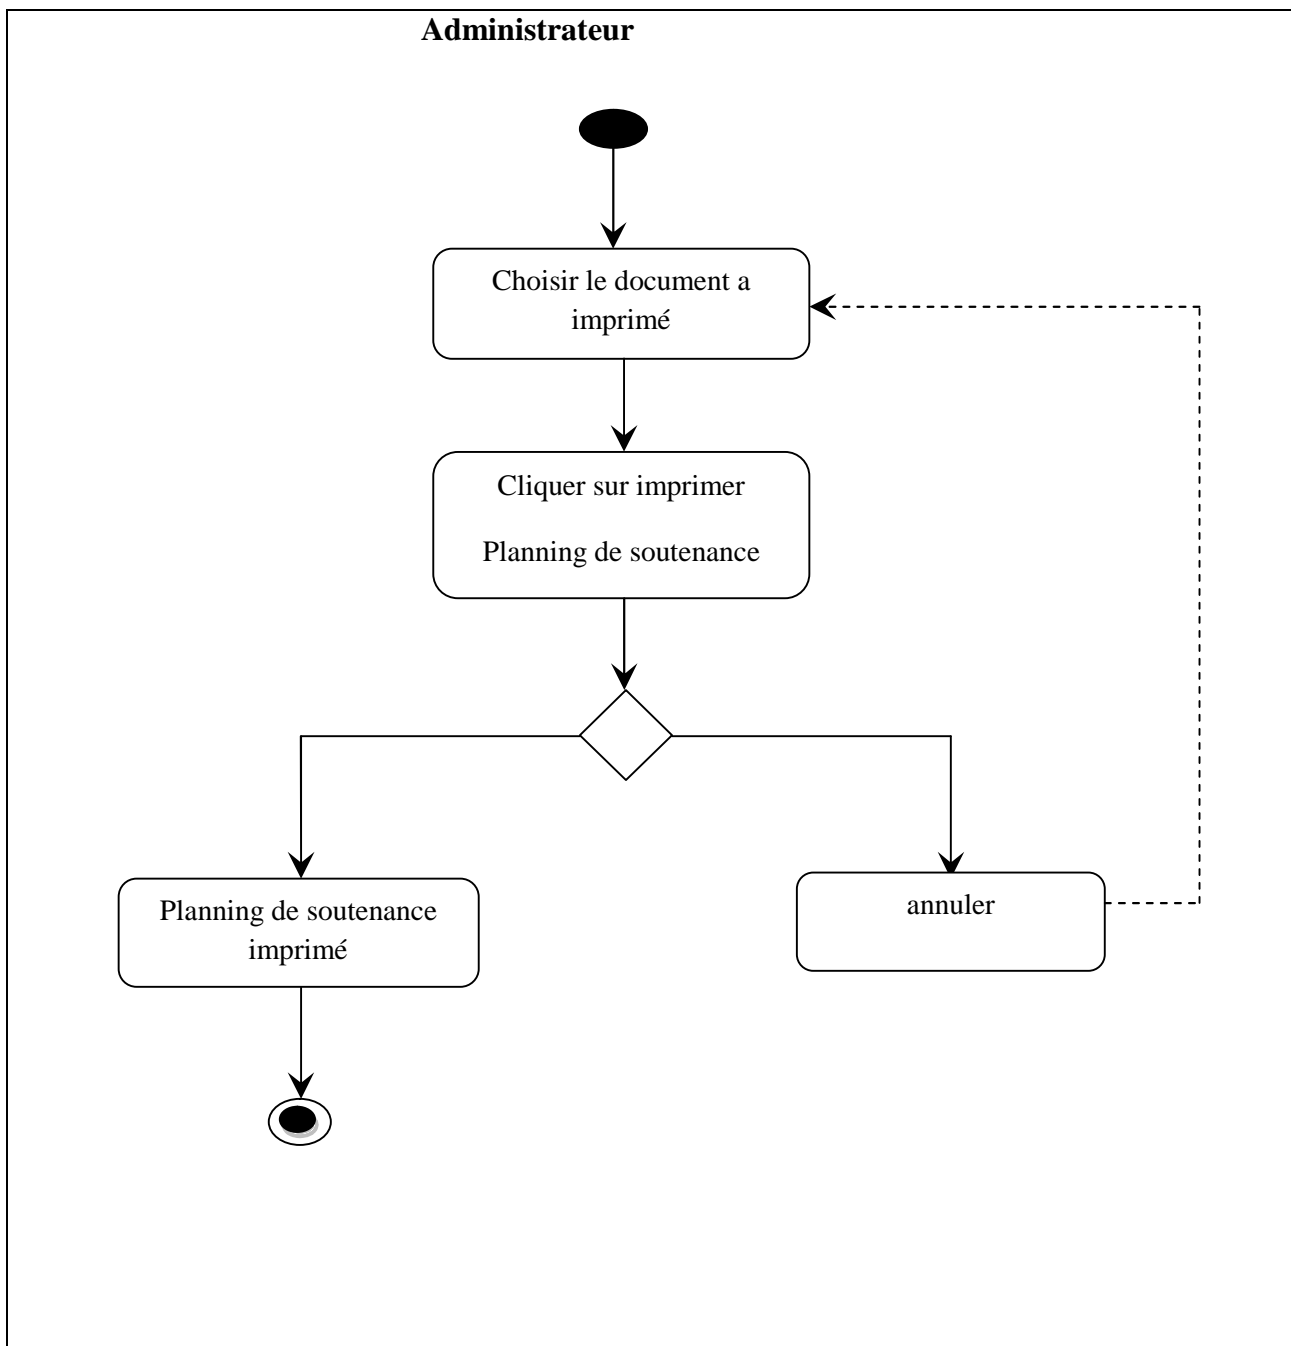 Administrateur
Choisir le document a
imprimé
Cliquer sur imprimer
Planning de soutenance
Planning de soutenance
imprimé
annuler